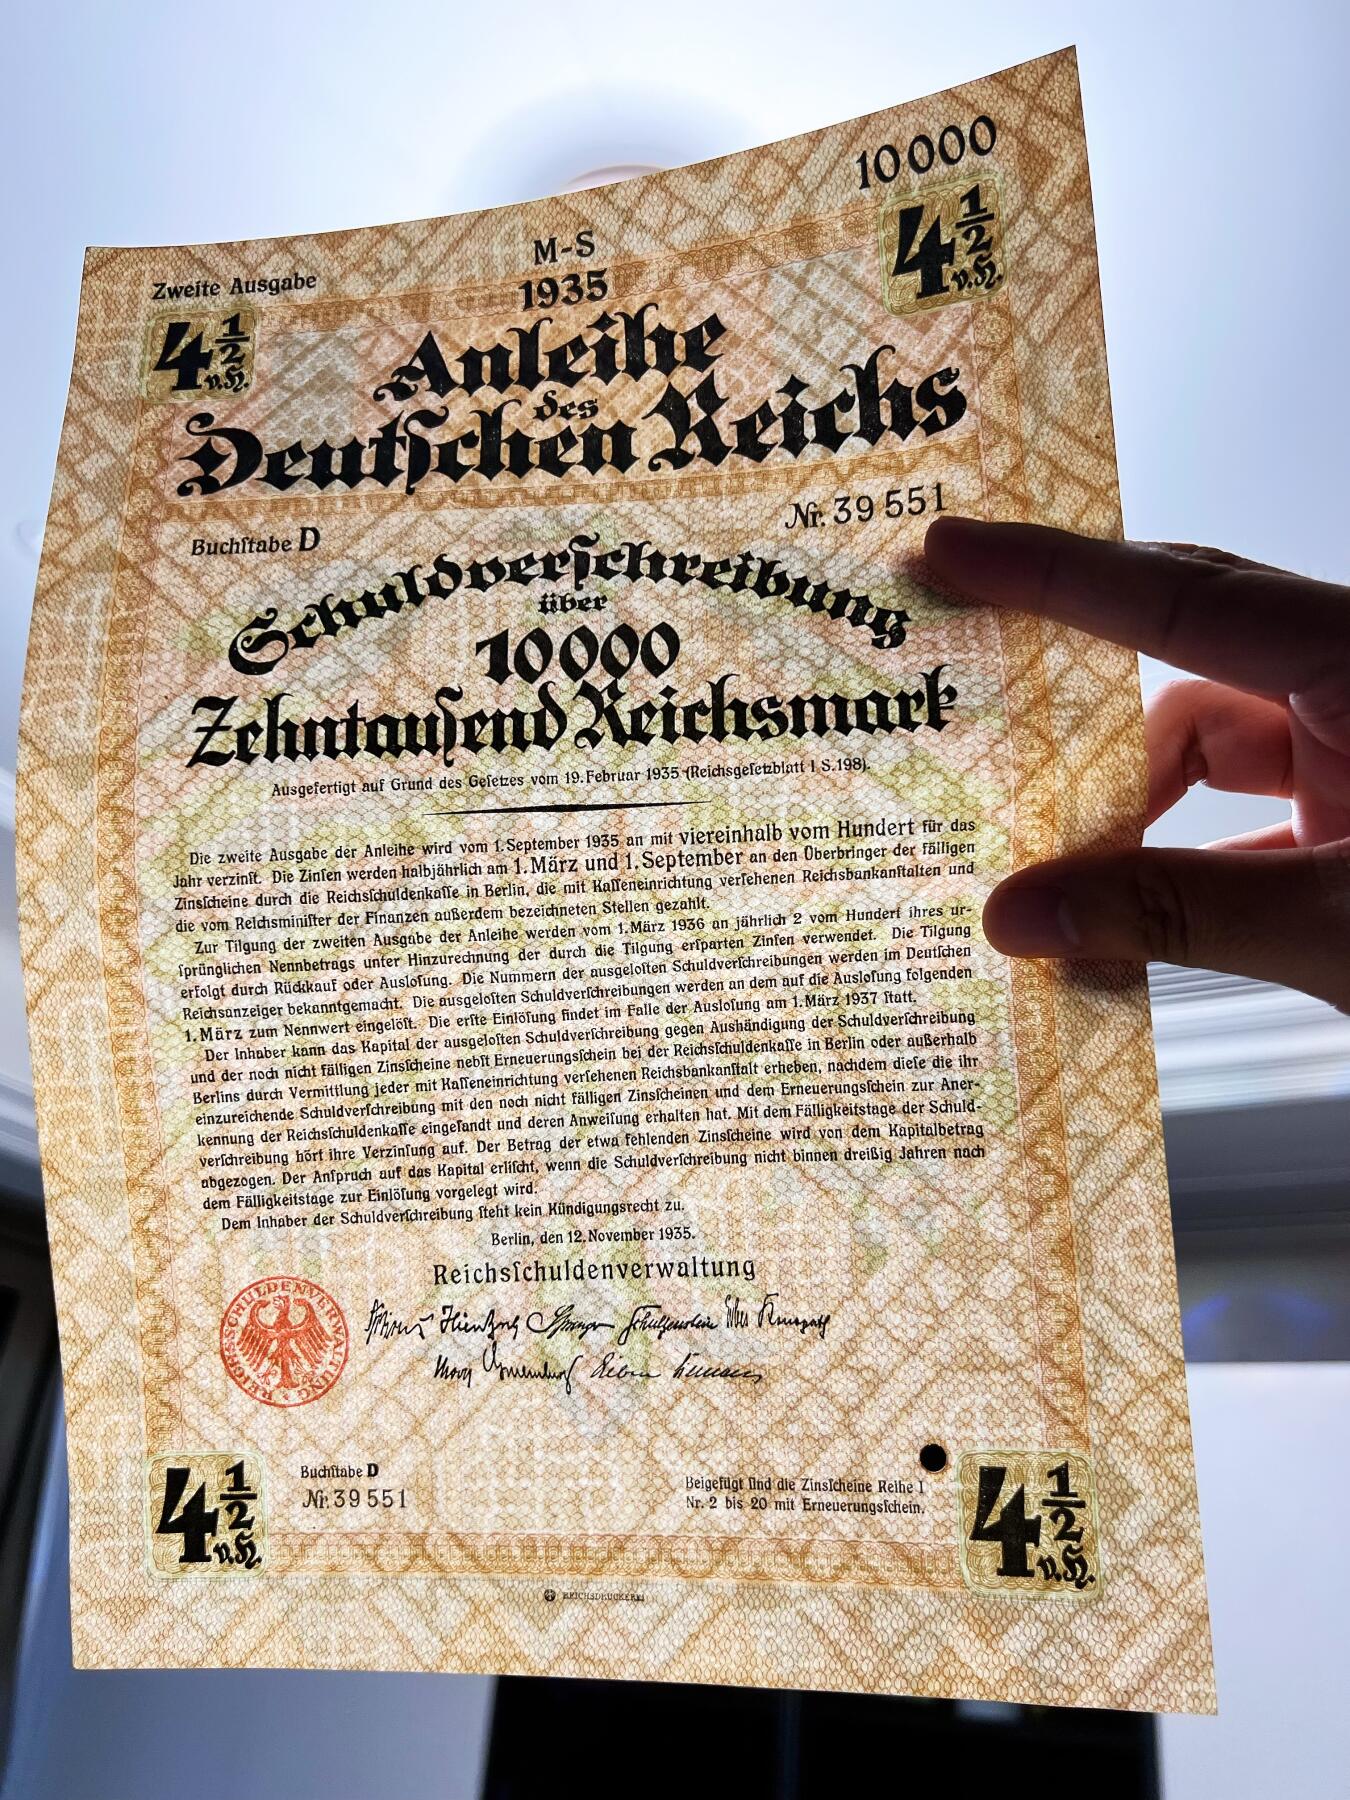 10000
M-S
Zweite Ausgabe
1935
4 1/2 v.H.
4 1/2 v.H.
Anleihe
des
Deutſchen Reichs
Nr. 39551
Buchſtabe D
Schuldverſchreibung
über
10000
Zehntauſend Reichsmark
Ausgefertigt auf Grund des Geſetzes vom 19. Februar 1935 (Reichsgeſetzblatt I S. 198).
Die zweite Ausgabe der Anleihe wird vom 1. September 1935 an mit viereinhalb vom Hundert für das
Jahr verzinſt. Die Zinſen werden halbjährlich am 1. März und 1. September an den Überbringer der fälligen
Zinsſcheine durch die Reichsſchuldenkaſſe in Berlin, die mit Kaſſeneinrichtung verſehenen Reichsbankanſtalten und
die vom Reichsminiſter der Finanzen außerdem bezeichneten Stellen gezahlt.
Zur Tilgung der zweiten Ausgabe der Anleihe werden vom 1. März 1936 an jährlich 2 vom Hundert ihres ur-
ſprünglichen Nennbetrags unter Hinzurechnung der durch die Tilgung erſparten Zinſen verwendet. Die Tilgung
erfolgt durch Rückkauf oder Ausloſung. Die Nummern der ausgeloſten Schuldverſchreibungen werden im Deutſchen
Reichsanzeiger bekanntgemacht. Die ausgeloſten Schuldverſchreibungen werden an dem auf die Ausloſung folgenden
1. März zum Nennwert eingelöſt. Die erſte Einlöſung findet im Falle der Ausloſung am 1. März 1937 ſtatt.
Der Inhaber kann das Kapital der ausgeloſten Schuldverſchreibung gegen Aushändigung der Schuldverſchreibung
und der noch nicht fälligen Zinsſcheine nebſt Erneuerungsſchein bei der Reichsſchuldenkaſſe in Berlin oder außerhalb
Berlins durch Vermittlung jeder mit Kaſſeneinrichtung verſehenen Reichsbankanſtalt erheben, nachdem dieſe die ihr
einzureichende Schuldverſchreibung mit den noch nicht fälligen Zinsſcheinen und dem Erneuerungsſchein zur Aner-
kennung der Reichsſchuldenkaſſe eingeſandt und deren Anweiſung erhalten hat. Mit dem Fälligkeitstage der Schuld-
verſchreibung hört ihre Verzinſung auf. Der Betrag der etwa fehlenden Zinsſcheine wird von dem Kapitalbetrag
abgezogen. Der Anſpruch auf das Kapital erliſcht, wenn die Schuldverſchreibung nicht binnen dreißig Jahren nach
dem Fälligkeitstage zur Einlöſung vorgelegt wird.
Dem Inhaber der Schuldverſchreibung ſteht kein Kündigungsrecht zu.
Berlin, den 12. November 1935.
Reichsſchuldenverwaltung
REICHSSCHULDENVERWALTUNG
Buchſtabe D
Nr. 39551
Beigefügt ſind die Zinsſcheine Reihe I
Nr. 2 bis 20 mit Erneuerungsſchein.
4 1/2 v.H.
4 1/2 v.H.
REICHSDRUCKEREI